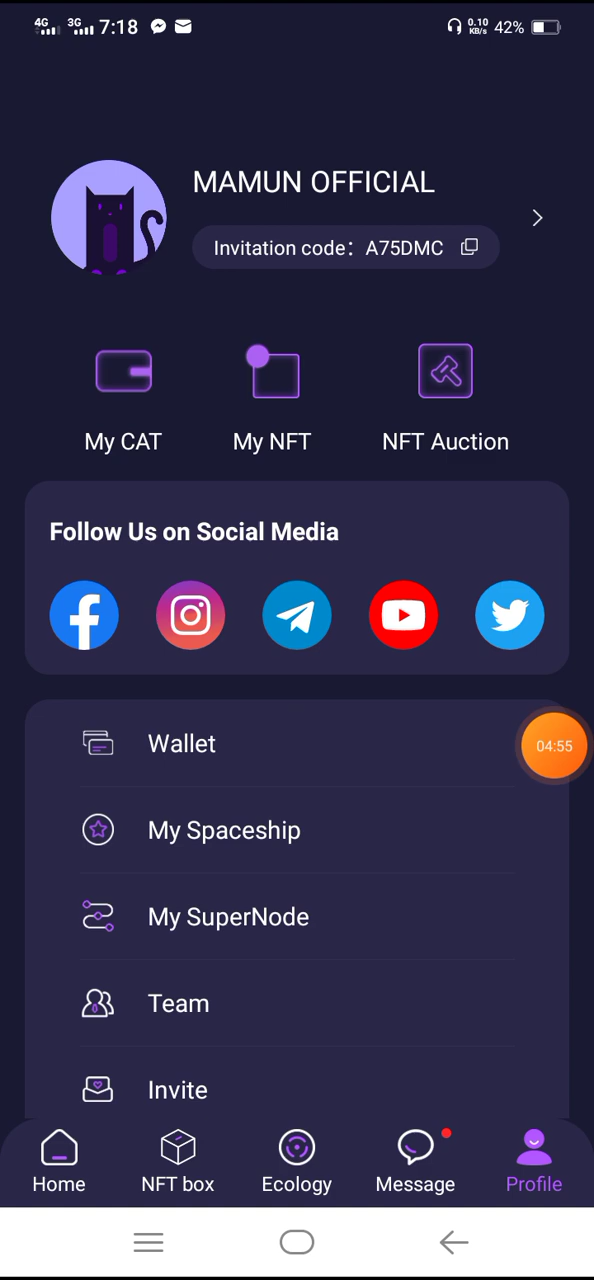 4G 3G 7:18 0.10 KB/s 42%
MAMUN OFFICIAL
Invitation code: A75DMC
My CAT My NFT NFT Auction
Follow Us on Social Media
Wallet
04:55
My Spaceship
My SuperNode
Team
Invite
Home NFT box Ecology Message Profile